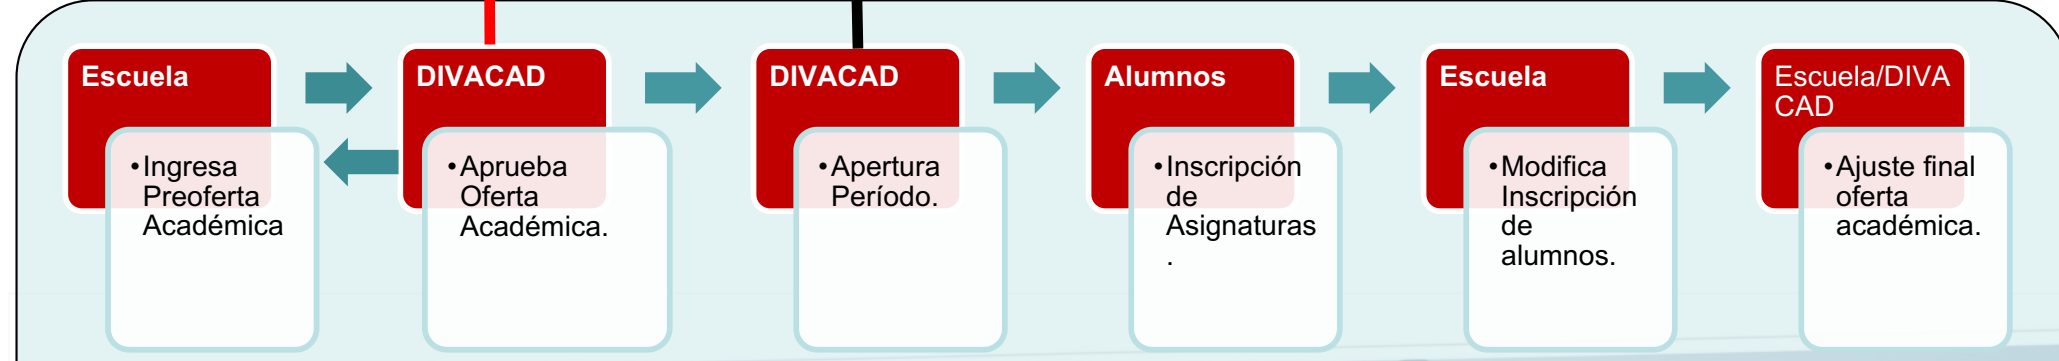 Escuela
•Ingresa
Preoferta
Académica
DIVACAD
•Aprueba
Oferta
Académica.
DIVACAD
•Apertura
Período.
Alumnos
•Inscripción
de
Asignaturas
.
Escuela
•Modifica
Inscripción
de
alumnos.
Escuela/DIVA
CAD
•Ajuste final
oferta
académica.